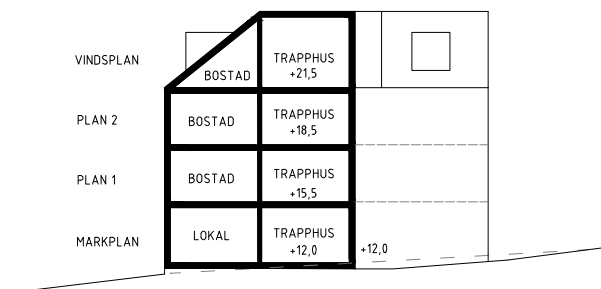 VINDSPLAN
BOSTAD
TRAPPHUS
+21,5
PLAN 2
BOSTAD
TRAPPHUS
+18,5
PLAN 1
BOSTAD
TRAPPHUS
+15,5
MARKPLAN
LOKAL
TRAPPHUS
+12,0
+12,0